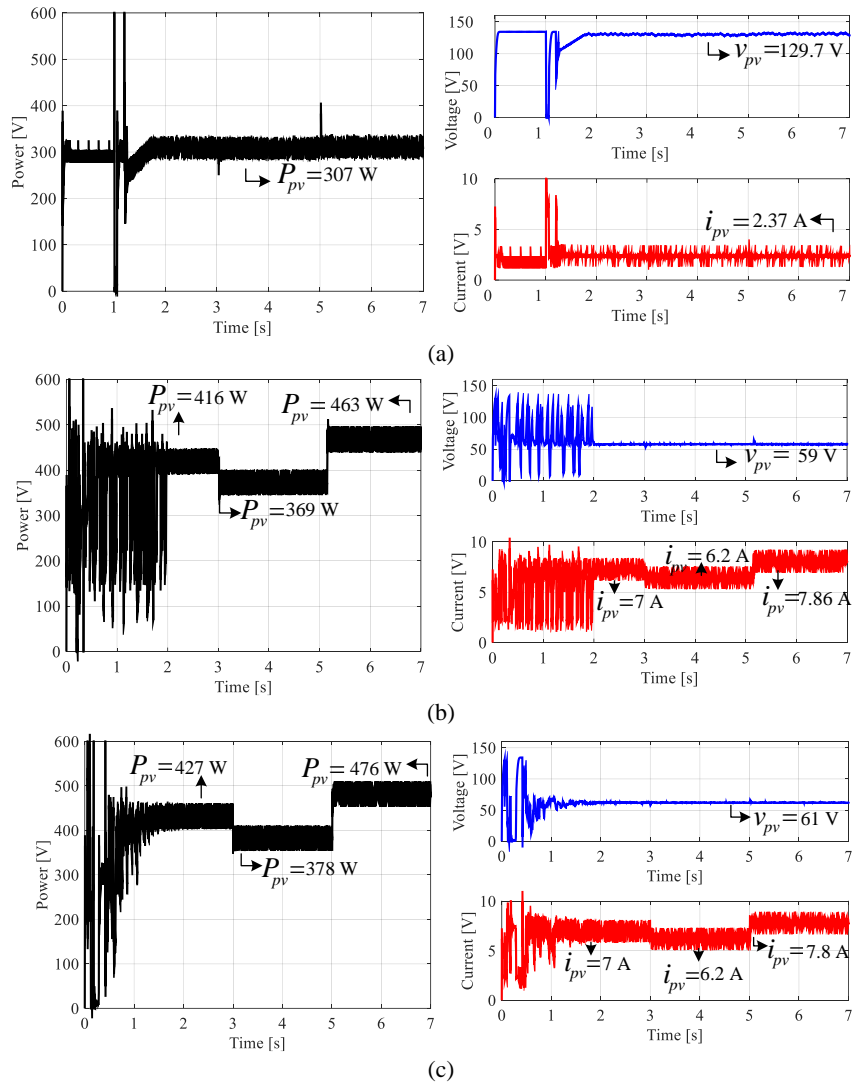 600
500
400
300
200
100
0
Power [V]
P_pv=307 W
0 1 2 3 4 5 6 7
Time [s]
150
100
50
0
Voltage [V]
v_pv=129.7 V
0 1 2 3 4 5 6 7
Time [s]
10
5
0
Current [V]
i_pv = 2.37 A
0 1 2 3 4 5 6 7
Time [s]
(a)
600
500
400
300
200
100
0
Power [V]
P_pv=416 W
P_pv= 463 W
P_pv=369 W
0 1 2 3 4 5 6 7
Time [s]
150
100
50
0
Voltage [V]
v_pv= 59 V
0 1 2 3 4 5 6 7
Time [s]
10
5
0
Current [V]
i_pv=6.2 A
i_pv=7 A
i_pv=7.86 A
0 1 2 3 4 5 6 7
Time [s]
(b)
600
500
400
300
200
100
0
Power [V]
P_pv=427 W
P_pv= 476 W
P_pv=378 W
0 1 2 3 4 5 6 7
Time [s]
150
100
50
0
Voltage [V]
v_pv=61 V
0 1 2 3 4 5 6 7
Time [s]
10
5
0
Current [V]
i_pv=7 A
i_pv=6.2 A
i_pv=7.8 A
0 1 2 3 4 5 6 7
Time [s]
(c)